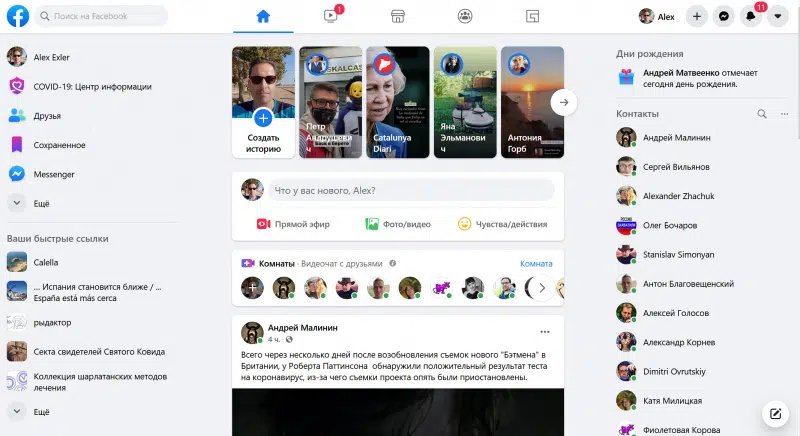 Поиск на Facebook
1
Alex
11
Alex Exler
COVID-19: Центр информации
Друзья
Сохраненное
Messenger
Ещё
Ваши быстрые ссылки
Calella
... Испания становится ближе / ...
España está más cerca
рыдактор
Секта свидетелей Святого Ковида
Коллекция шарлатанских методов
лечения
Ещё
Создать
историю
Петр
Catalunya
Diari
Яна
Эльманови
ч
Антония
Горб
Что у вас нового, Alex?
Прямой эфир
Фото/видео
Чувства/действия
Комнаты · Видеочат с друзьями
Комната
Андрей Малинин
4 ч. ·
Всего через несколько дней после возобновления съемок нового "Бэтмена" в
Британии, у Роберта Паттинсона обнаружили положительный результат теста
на коронавирус, из-за чего съемки проекта опять были приостановлены.
Дни рождения
Андрей Матвеенко отмечает
сегодня день рождения.
Контакты
Андрей Малинин
Сергей Вильянов
Alexander Zhachuk
Олег Бочаров
Stanislav Simonyan
Антон Благовещенский
Алексей Голосов
Александр Корнев
Dimitri Ovrutskiy
Катя Милицкая
Фиолетовая Корова